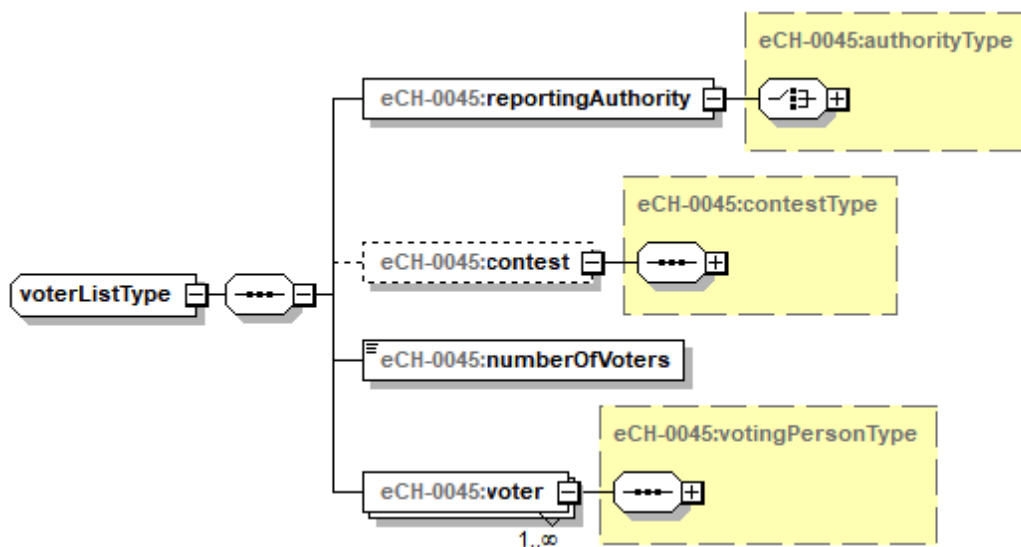 eCH-0045:authorityType
eCH-0045:reportingAuthority
eCH-0045:contestType
eCH-0045:contest
voterListType
eCH-0045:numberOfVoters
eCH-0045:votingPersonType
eCH-0045:voter
1..∞